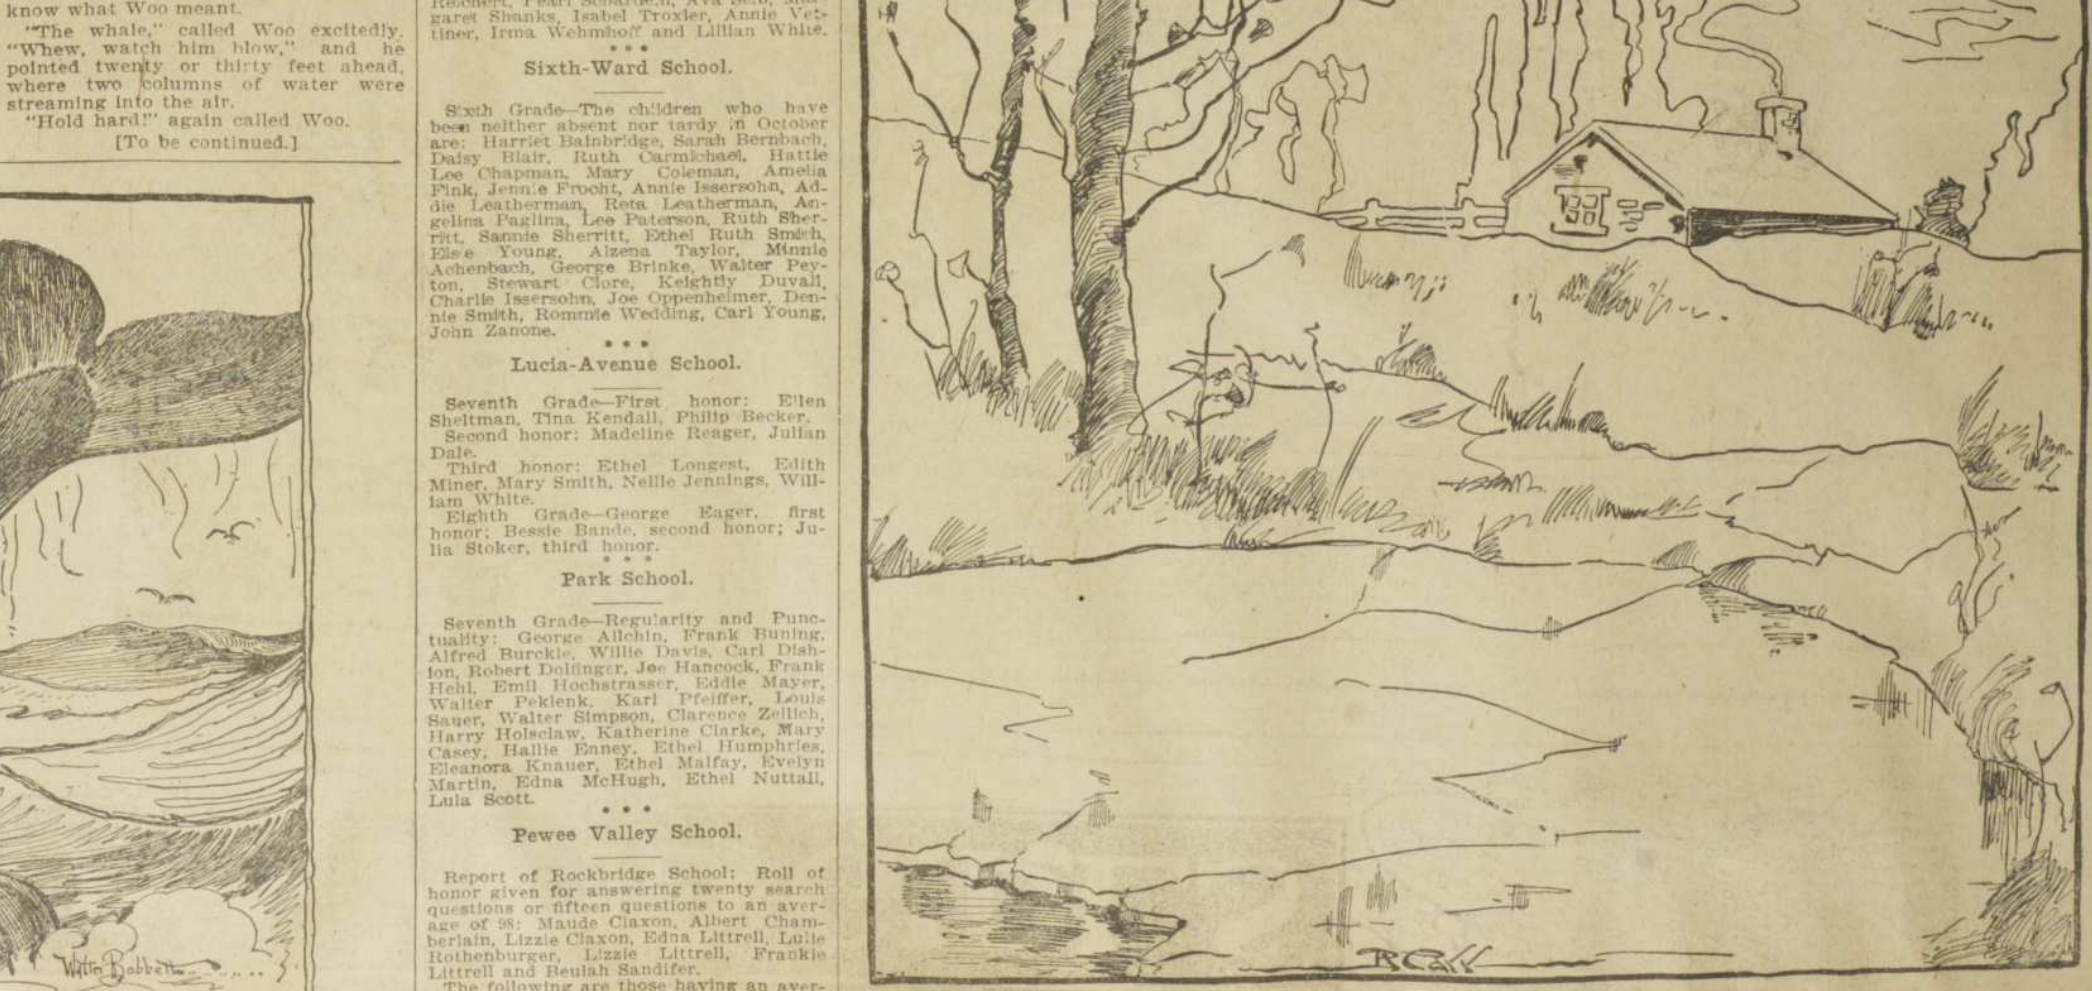 know what Woo meant.
"The whale," called Woo excitedly.
"Whew, watch him blow," and he
pointed twenty or thirty feet ahead,
where two columns of water were
streaming into the air.
"Hold hard!" again called Woo.
[To be continued.]
garet Shanks, Isabel Troxler, Annie Vet-
tiner, Irma Wehmhoff and Lillian White.
Sixth-Ward School.
Sixth Grade—The children who have
been neither absent nor tardy in October
are: Harriet Bainbridge, Sarah Bernbach,
Daisy Blair, Ruth Carmichael, Hattie
Lee Chapman, Mary Coleman, Amelia
Fink, Jennie Frocht, Annie Issersohn, Ad-
die Leatherman, Reta Leatherman, An-
gelina Paglina, Lee Paterson, Ruth Sher-
ritt, Sannie Sherritt, Ethel Ruth Smith,
Elsie Young, Alzena Taylor, Minnie
Achenbach, George Brinke, Walter Pey-
ton, Stewart Clore, Keightly Duvall,
Charlie Issersohn, Joe Oppenheimer, Den-
nie Smith, Rommie Wedding, Carl Young,
John Zanone.
Lucia-Avenue School.
Seventh Grade—First honor: Ellen
Sheltman, Tina Kendall, Philip Becker.
Second honor: Madeline Reager, Julian
Dale.
Third honor: Ethel Longest, Edith
Miner, Mary Smith, Nellie Jennings, Will-
iam White.
Eighth Grade—George Eager, first
honor; Bessie Bande, second honor; Ju-
lia Stoker, third honor.
Park School.
Seventh Grade—Regularity and Punc-
tuality: George Allchin, Frank Buning,
Alfred Burckle, Willie Davis, Carl Dish-
ion, Robert Dolfinger, Joe Hancock, Frank
Hehl, Emil Hochstrasser, Eddie Mayer,
Walter Peklenk, Karl Pfeiffer, Louis
Sauer, Walter Simpson, Clarence Zellich,
Harry Holsclaw, Katherine Clarke, Mary
Casey, Hallie Enney, Ethel Humphries,
Eleanora Knauer, Ethel Malfay, Evelyn
Martin, Edna McHugh, Ethel Nuttall,
Lula Scott.
Pewee Valley School.
Report of Rockbridge School: Roll of
honor given for answering twenty search
questions or fifteen questions to an aver-
age of 98: Maude Claxon, Albert Cham-
berlain, Lizzie Claxon, Edna Littrell, Lulie
Rothenburger, Lizzie Littrell, Frankie
Littrell and Beulah Sandifer.
The following are those having an aver-